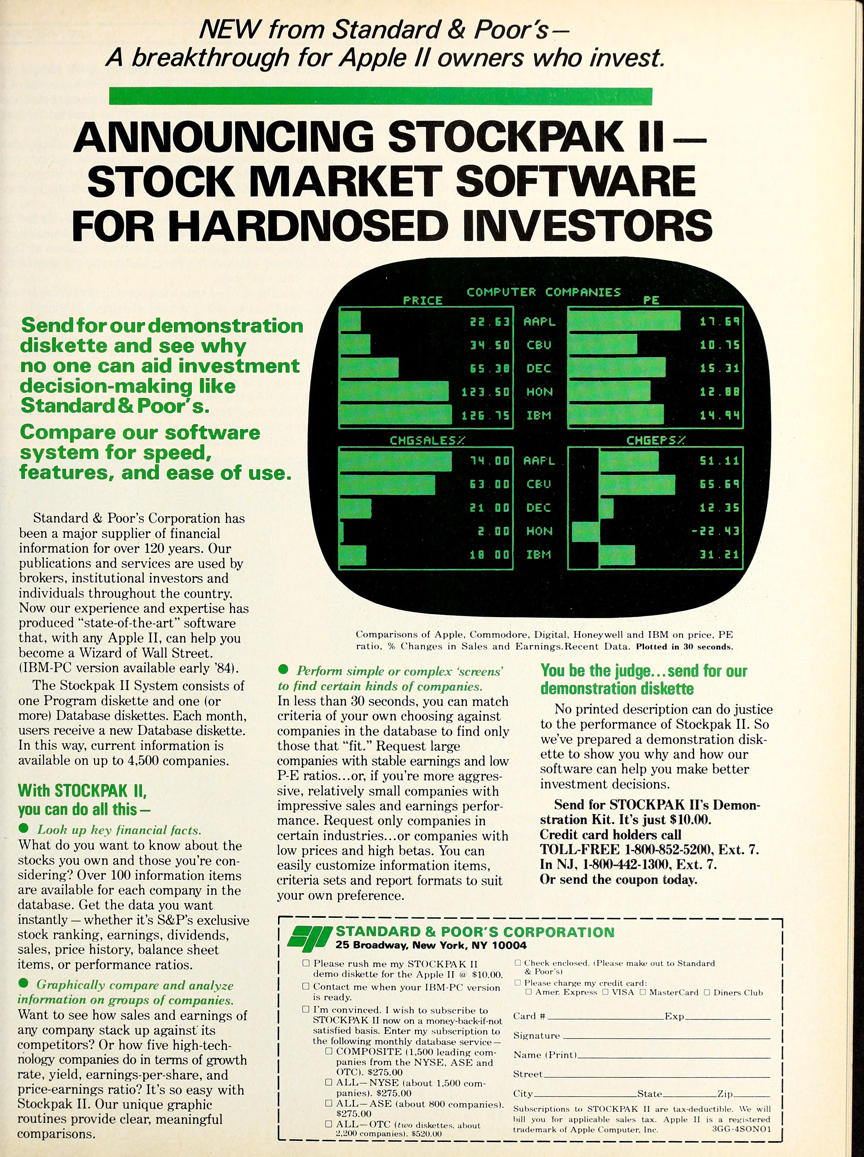 NEW from Standard & Poor's—
A breakthrough for Apple II owners who invest.
ANNOUNCING STOCKPAK II—
STOCK MARKET SOFTWARE
FOR HARDNOSED INVESTORS
Send for our demonstration
diskette and see why
no one can aid investment
decision-making like
Standard & Poor's.
Compare our software
system for speed,
features, and ease of use.
COMPUTER COMPANIES
PRICE PE
22.63 AAPL 17.69
34.50 CBU 10.75
65.38 DEC 15.31
123.50 HON 12.88
126.75 IBM 14.94
CHGSALES% CHGEPS%
74.00 AAPL 51.11
63.00 CBU 65.69
21 00 DEC 12.35
2.00 HON -22.43
18 00 IBM 31.21
Comparisons of Apple, Commodore, Digital, Honeywell and IBM on price, PE
ratio, % Changes in Sales and Earnings.Recent Data. Plotted in 30 seconds.
Standard & Poor's Corporation has
been a major supplier of financial
information for over 120 years. Our
publications and services are used by
brokers, institutional investors and
individuals throughout the country.
Now our experience and expertise has
produced “state-of-the-art” software
that, with any Apple II, can help you
become a Wizard of Wall Street.
(IBM-PC version available early '84).
The Stockpak II System consists of
one Program diskette and one (or
more) Database diskettes. Each month,
users receive a new Database diskette.
In this way, current information is
available on up to 4,500 companies.
With STOCKPAK II,
you can do all this—
● Look up key financial facts.
What do you want to know about the
stocks you own and those you're con-
sidering? Over 100 information items
are available for each company in the
database. Get the data you want
instantly—whether it's S&P's exclusive
stock ranking, earnings, dividends,
sales, price history, balance sheet
items, or performance ratios.
● Graphically compare and analyze
information on groups of companies.
Want to see how sales and earnings of
any company stack up against its
competitors? Or how five high-tech-
nology companies do in terms of growth
rate, yield, earnings-per-share, and
price-earnings ratio? It's so easy with
Stockpak II. Our unique graphic
routines provide clear, meaningful
comparisons.
● Perform simple or complex 'screens'
to find certain kinds of companies.
In less than 30 seconds, you can match
criteria of your own choosing against
companies in the database to find only
those that “fit.” Request large
companies with stable earnings and low
P-E ratios...or, if you're more aggres-
sive, relatively small companies with
impressive sales and earnings perfor-
mance. Request only companies in
certain industries...or companies with
low prices and high betas. You can
easily customize information items,
criteria sets and report formats to suit
your own preference.
You be the judge...send for our
demonstration diskette
No printed description can do justice
to the performance of Stockpak II. So
we've prepared a demonstration disk-
ette to show you why and how our
software can help you make better
investment decisions.
Send for STOCKPAK II's Demon-
stration Kit. It's just $10.00.
Credit card holders call
TOLL-FREE 1-800-852-5200, Ext. 7.
In NJ, 1-800-442-1300, Ext. 7.
Or send the coupon today.
STANDARD & POOR'S CORPORATION
25 Broadway, New York, NY 10004
□ Please rush me my STOCKPAK II
demo diskette for the Apple II @ $10.00.
□ Contact me when your IBM-PC version
is ready.
□ I'm convinced. I wish to subscribe to
STOCKPAK II now on a money-back-if-not
satisfied basis. Enter my subscription to
the following monthly database service—
□ COMPOSITE (1,500 leading com-
panies from the NYSE, ASE and
OTC). $275.00
□ ALL—NYSE (about 1,500 com-
panies). $275.00
□ ALL—ASE (about 800 companies).
$275.00
□ ALL—OTC (two diskettes, about
2,200 companies). $520.00
□ Check enclosed. (Please make out to Standard
& Poor's)
□ Please charge my credit card:
□ Amer. Express □ VISA □ MasterCard □ Diners Club
Card # Exp
Signature
Name (Print)
Street
City State Zip
Subscriptions to STOCKPAK II are tax-deductible. We will
bill you for applicable sales tax. Apple II is a registered
trademark of Apple Computer, Inc. 3GG-4SONO1